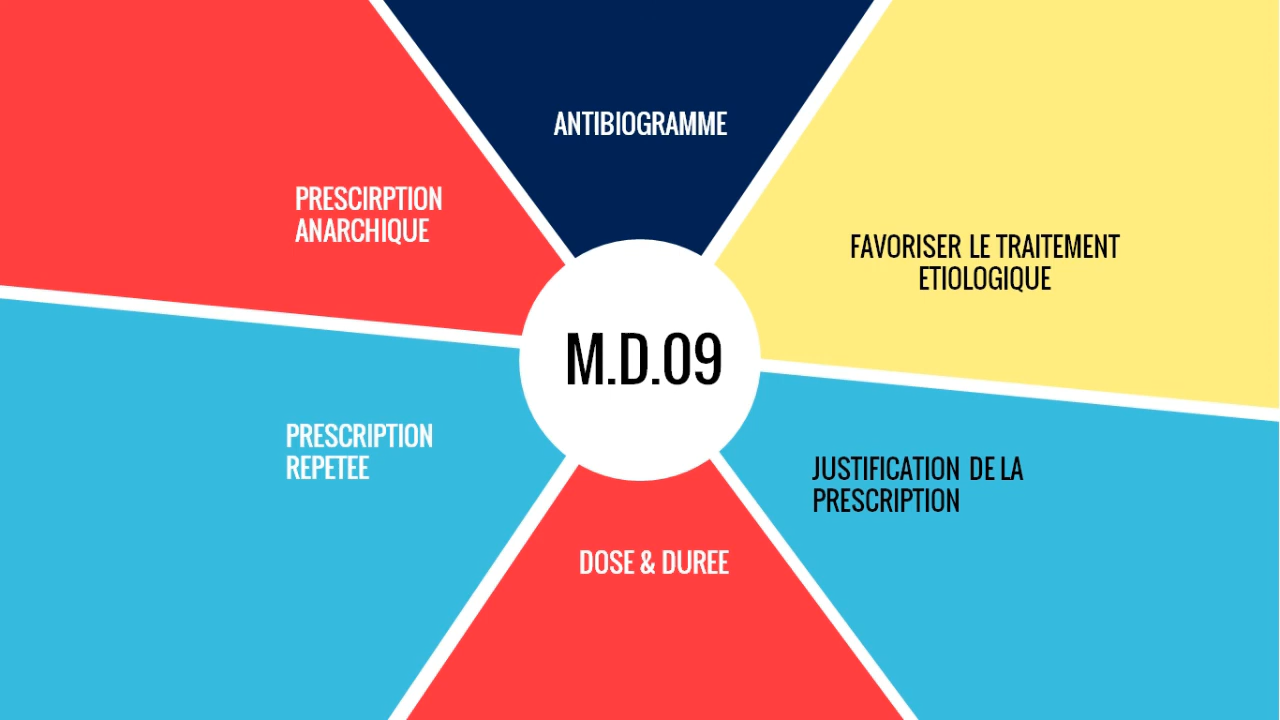 ANTIBIOGRAMME
PRESCIRPTION
ANARCHIQUE
FAVORISER LE TRAITEMENT
ETIOLOGIQUE
M.D.09
PRESCRIPTION
REPETEE
JUSTIFICATION DE LA
PRESCRIPTION
DOSE & DUREE